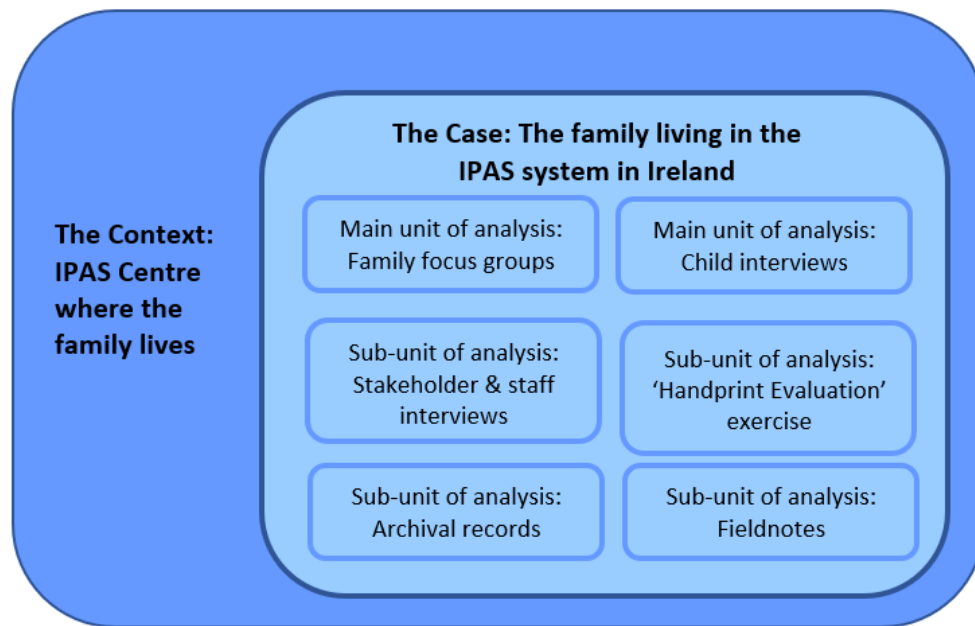 The Case: The family living in the
IPAS system in Ireland
The Context:
IPAS Centre
where the
family lives
Main unit of analysis:
Family focus groups
Main unit of analysis:
Child interviews
Sub-unit of analysis:
Stakeholder & staff
interviews
Sub-unit of analysis:
‘Handprint Evaluation’
exercise
Sub-unit of analysis:
Archival records
Sub-unit of analysis:
Fieldnotes